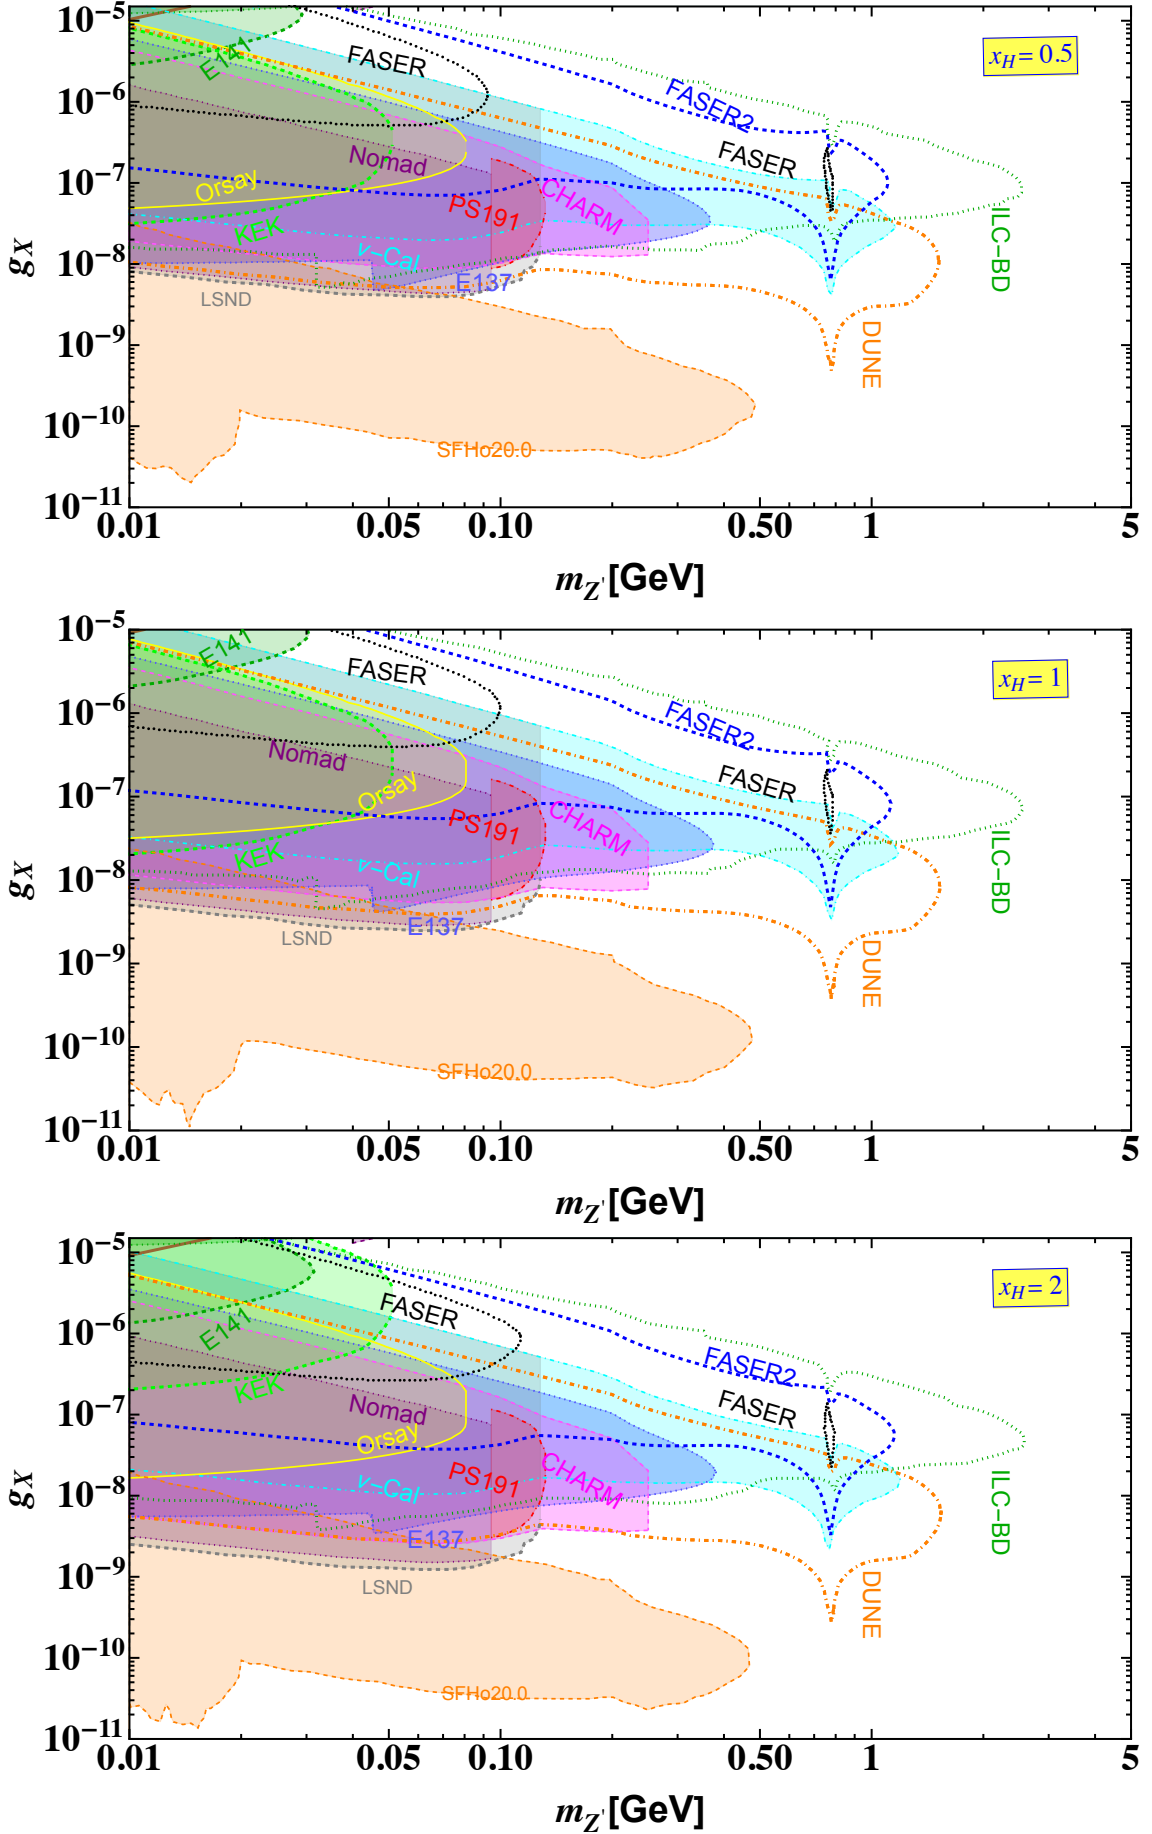 10⁻⁵
10⁻⁶
10⁻⁷
10⁻⁸
10⁻⁹
10⁻¹⁰
10⁻¹¹
g_X
x_H = 0.5
E141
FASER
FASER2
FASER
Nomad
Orsay
PS191
CHARM
KEK
ν-Cal
E137
LSND
ILC-BD
DUNE
SFHo20.0
0.01 0.05 0.10 0.50 1 5
m_Z' [GeV]
10⁻⁵
10⁻⁶
10⁻⁷
10⁻⁸
10⁻⁹
10⁻¹⁰
10⁻¹¹
g_X
x_H = 1
E141
FASER
FASER2
Nomad
FASER
Orsay
PS191
CHARM
KEK
ν-Cal
E137
LSND
ILC-BD
DUNE
SFHo20.0
0.01 0.05 0.10 0.50 1 5
m_Z' [GeV]
10⁻⁵
10⁻⁶
10⁻⁷
10⁻⁸
10⁻⁹
10⁻¹⁰
10⁻¹¹
g_X
x_H = 2
E141
FASER
FASER2
KEK
Nomad
FASER
Orsay
PS191
CHARM
ν-Cal
E137
LSND
ILC-BD
DUNE
SFHo20.0
0.01 0.05 0.10 0.50 1 5
m_Z' [GeV]